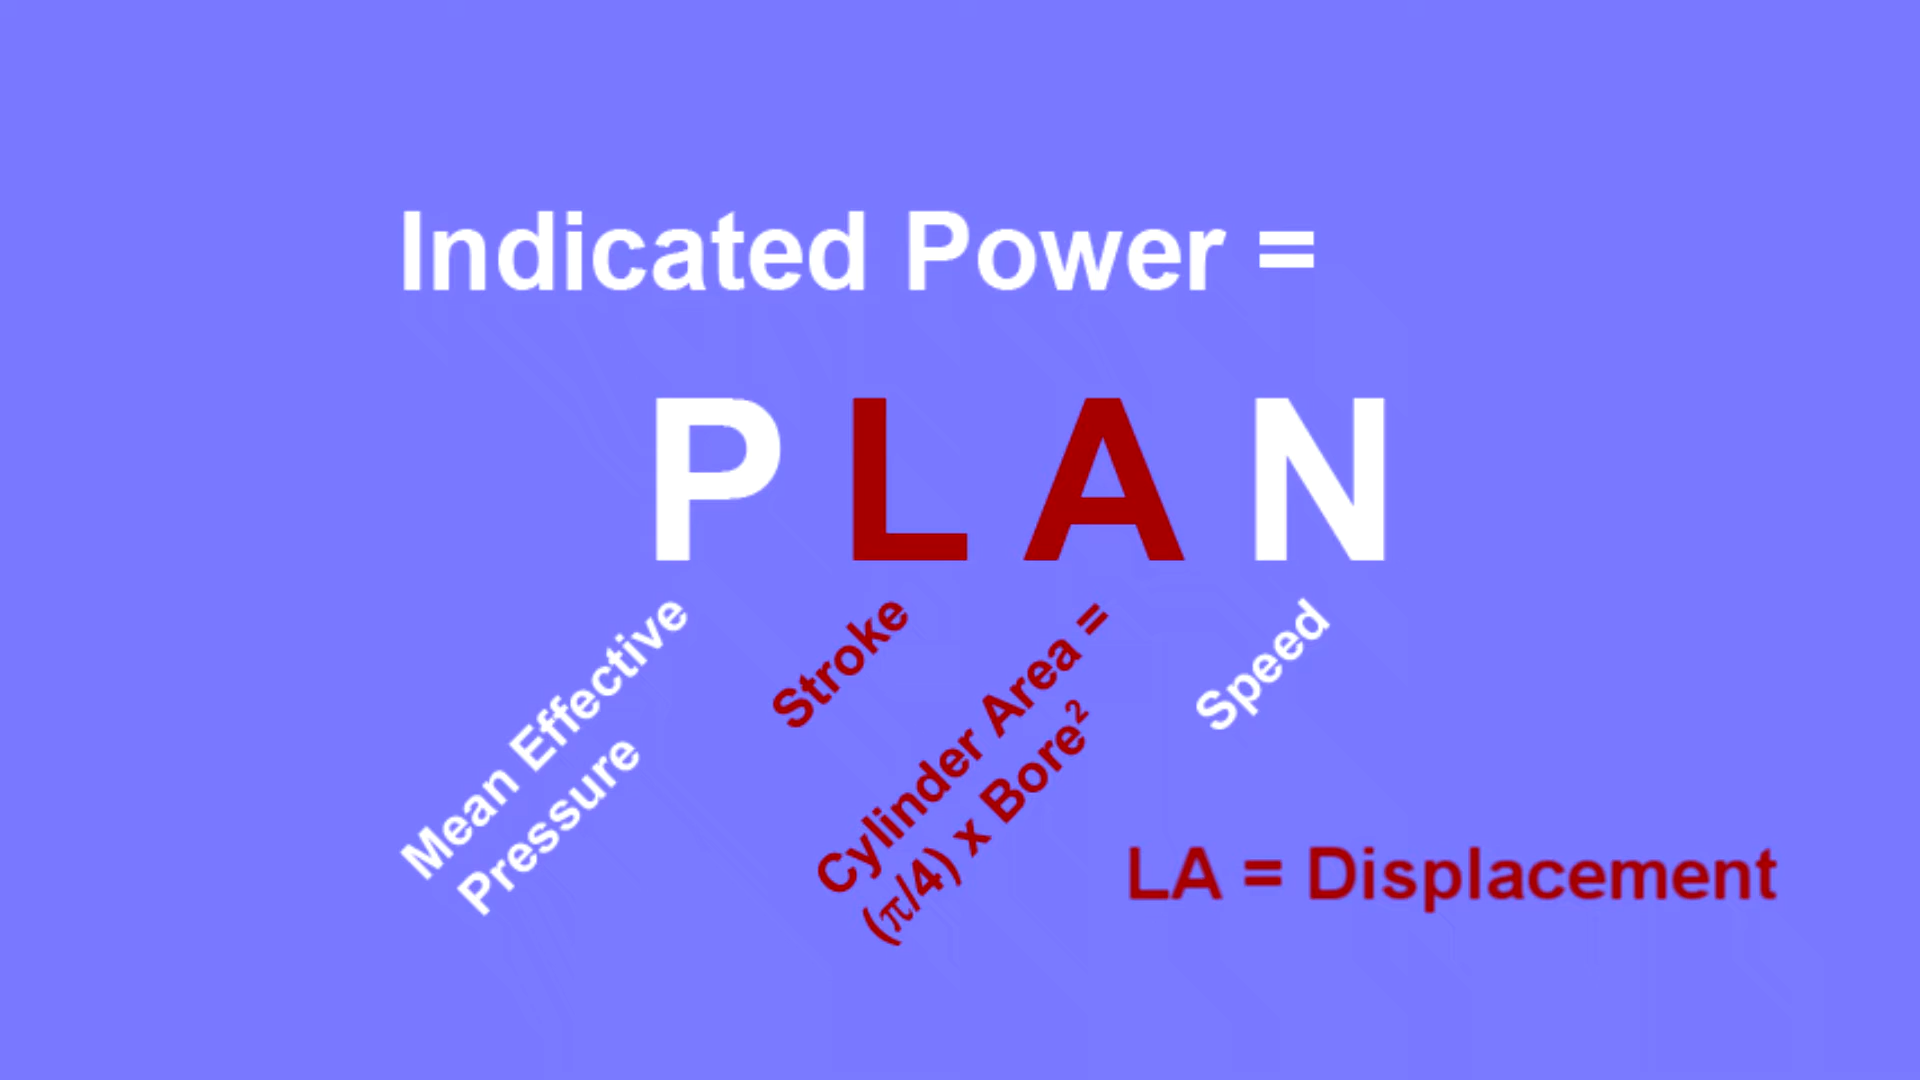 Indicated Power =
P L A N
Mean Effective
Pressure
Stroke
Cylinder Area =
(π/4) x Bore²
Speed
LA = Displacement